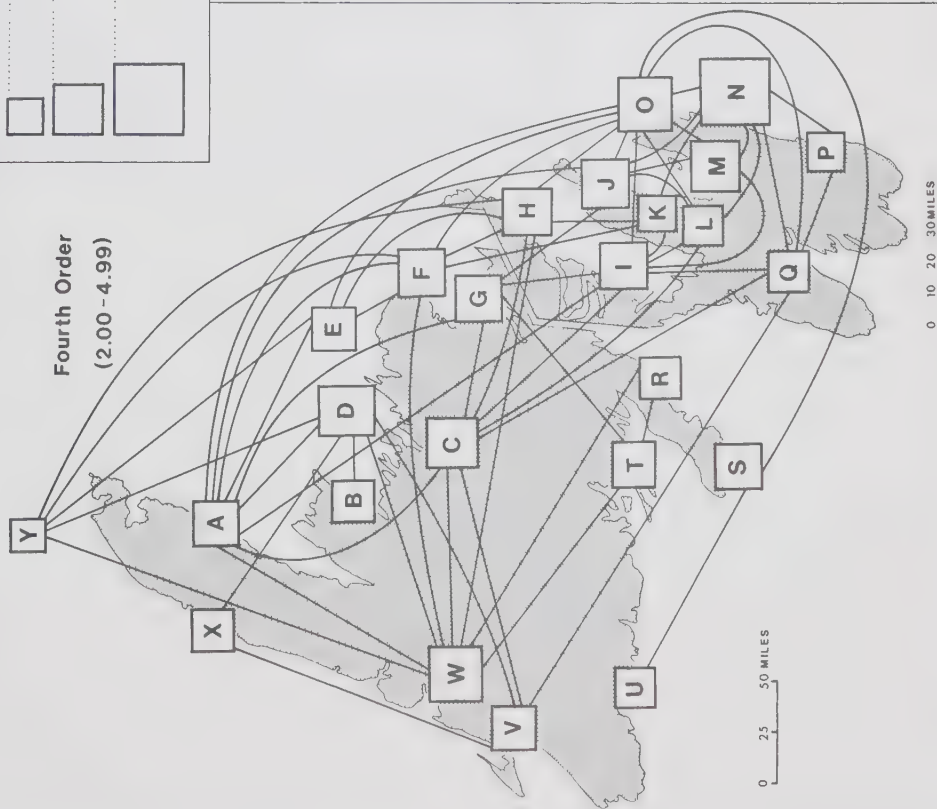 Fourth Order
(2.00 - 4.99)
Y
A
X
B
D
E
F
G
H
C
W
V
I
J
K
L
M
N
O
P
Q
R
T
S
U
0 25 50 MILES
0 10 20 30 MILES